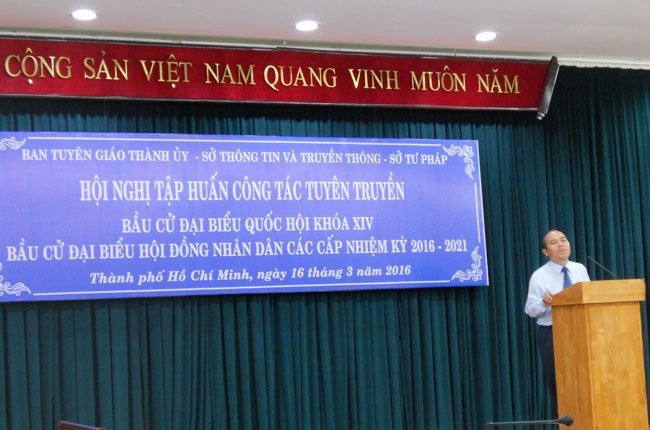 CỘNG SẢN VIỆT NAM QUANG VINH MUÔN NĂM
BAN TUYÊN GIÁO THÀNH ỦY - SỞ THÔNG TIN VÀ TRUYỀN THÔNG - SỞ TƯ PHÁP
HỘI NGHỊ TẬP HUẤN CÔNG TÁC TUYÊN TRUYỀN
BẦU CỬ ĐẠI BIỂU QUỐC HỘI KHÓA XIV
BẦU CỬ ĐẠI BIỂU HỘI ĐỒNG NHÂN DÂN CÁC CẤP NHIỆM KỲ 2016 - 2021
Thành phố Hồ Chí Minh, ngày 16 tháng 3 năm 2016